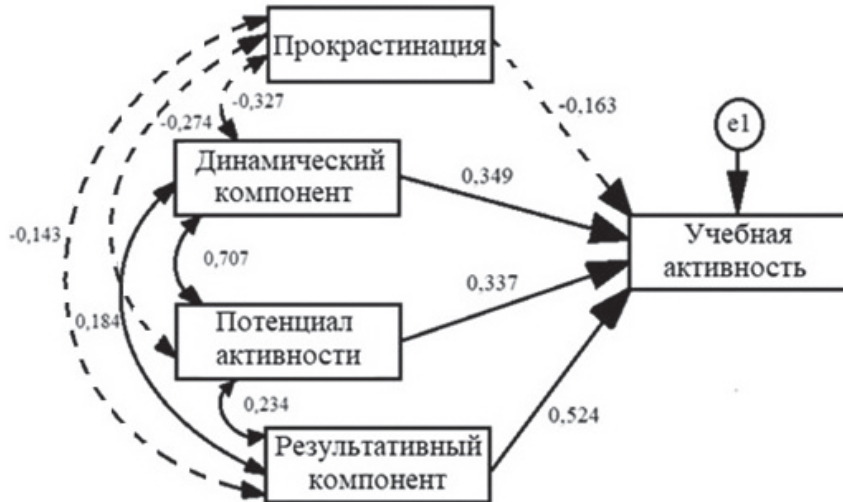 Прокрастинация
-0,327
-0,274
-0,163
e1
Динамический
компонент
0,349
Учебная
активность
-0,143
0,707
0,337
0,184
Потенциал
активности
0,234
0,524
Результативный
компонент